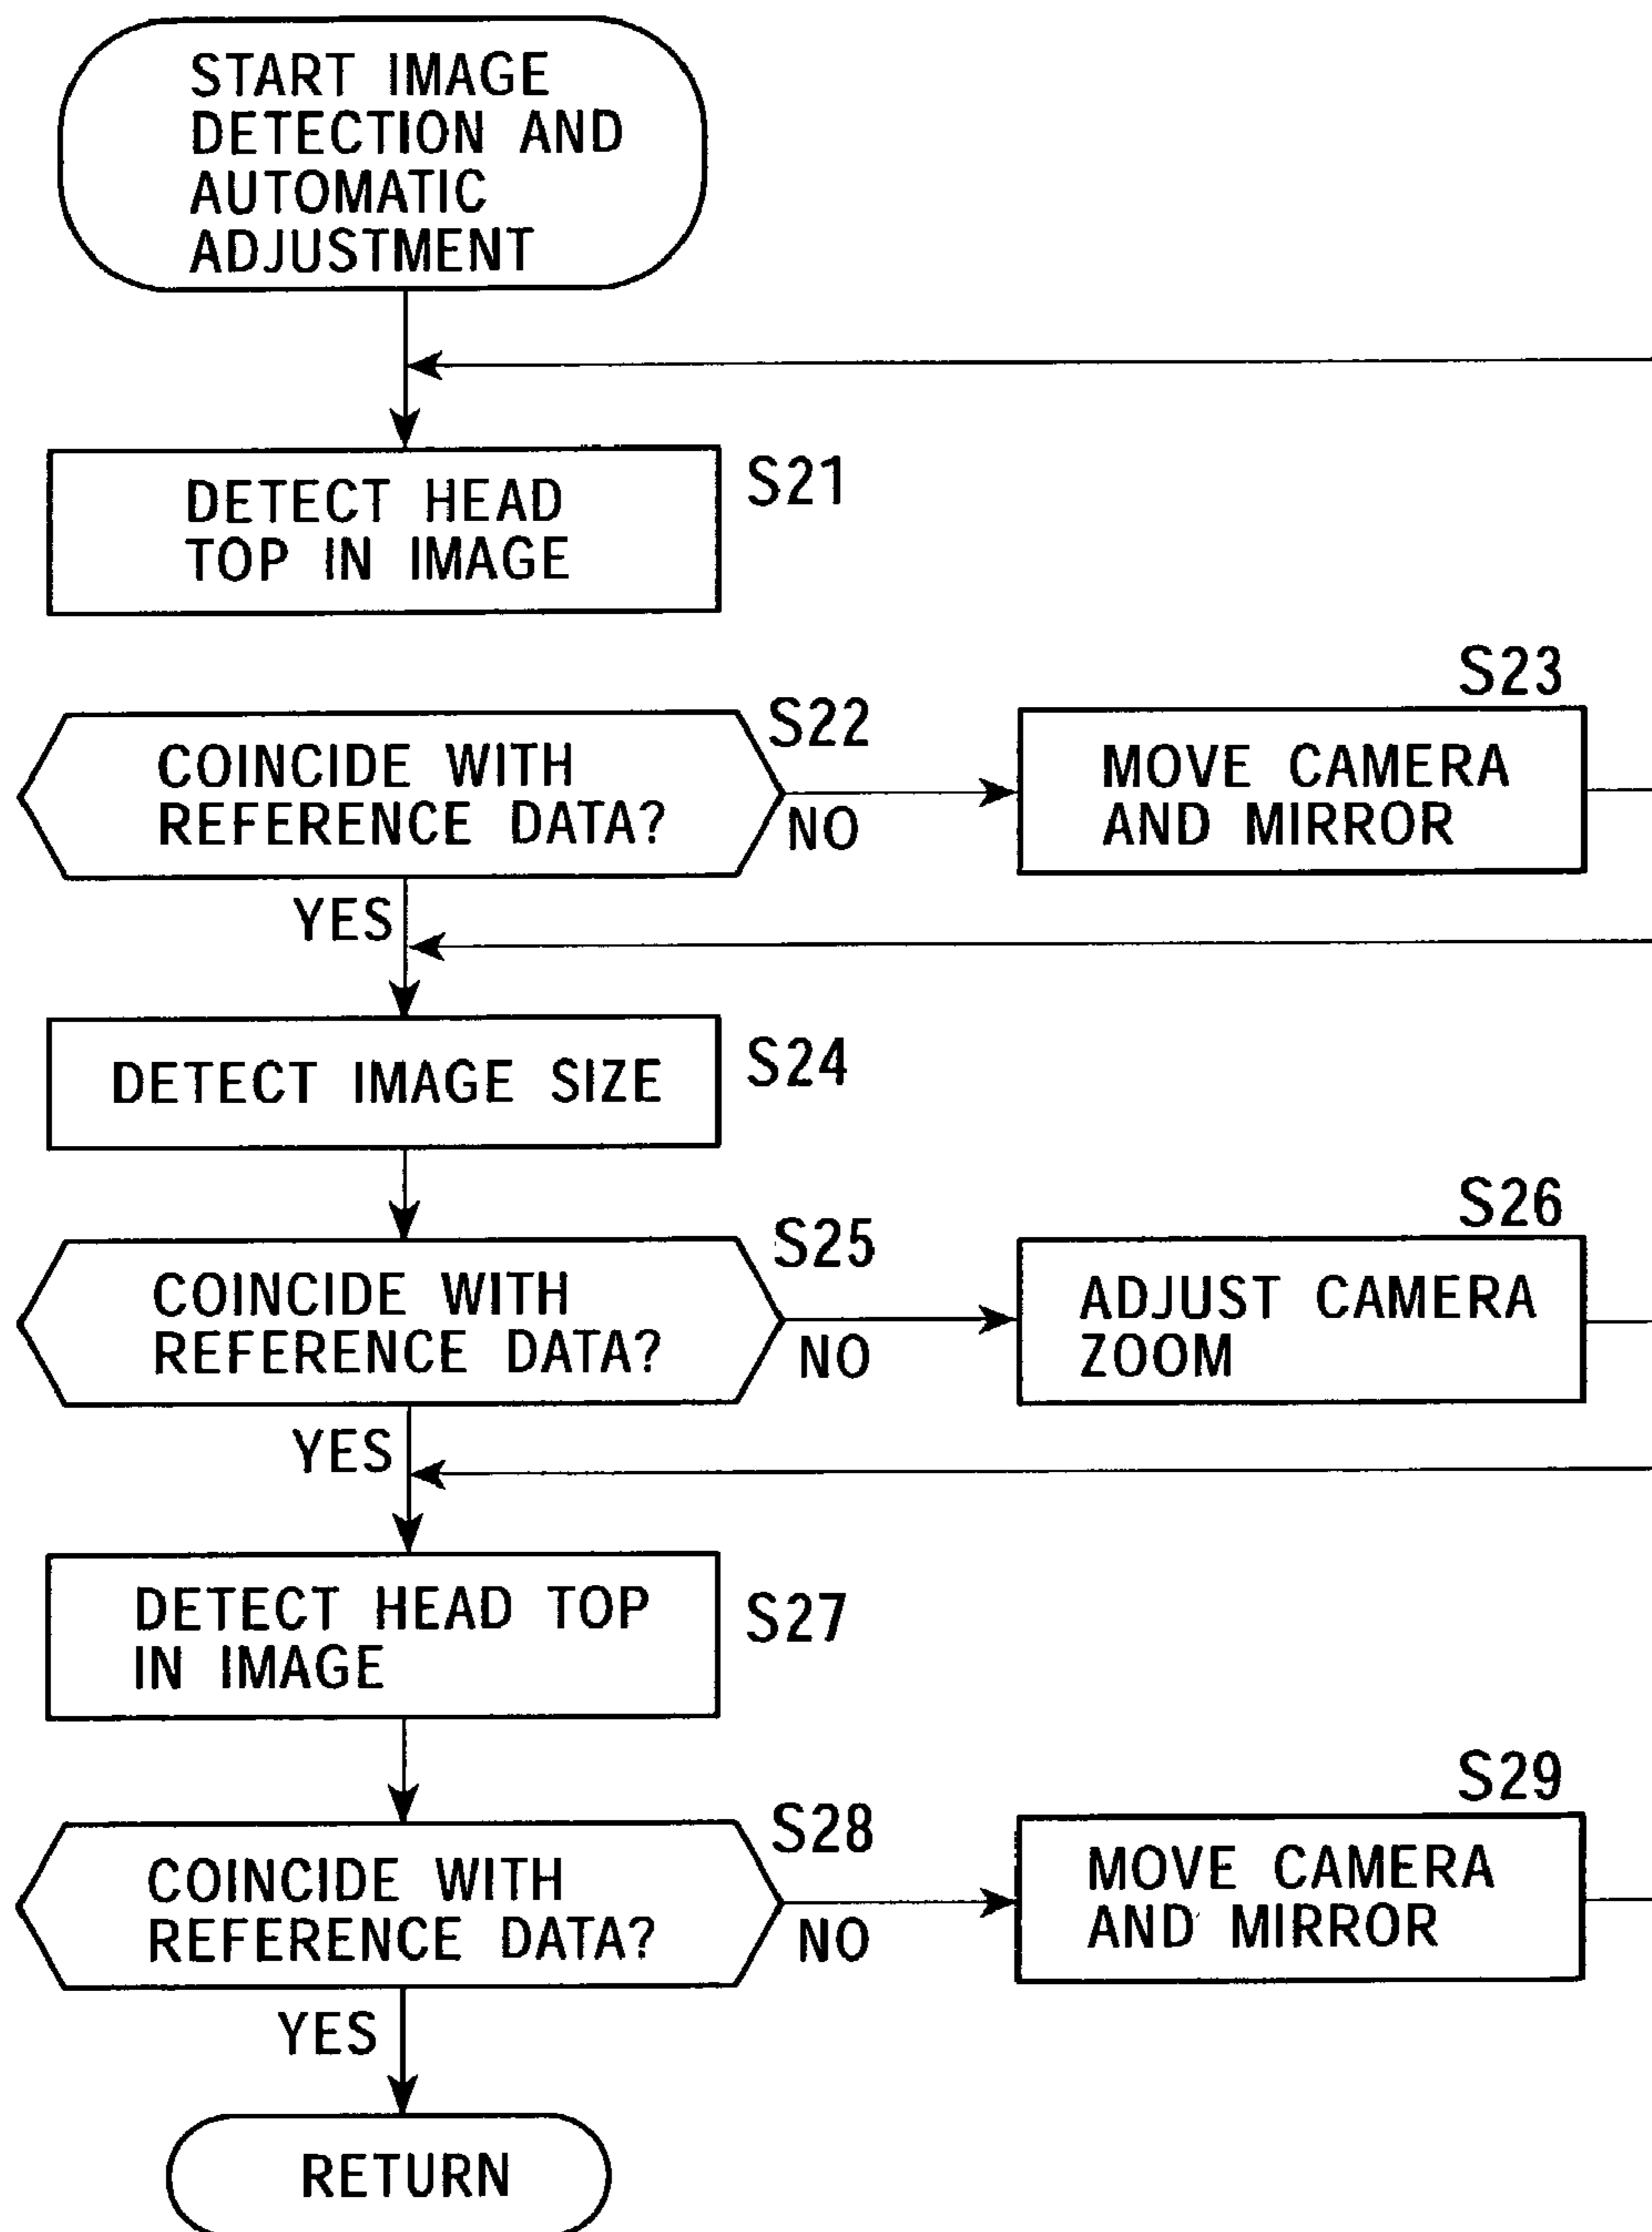 START IMAGE
DETECTION AND
AUTOMATIC
ADJUSTMENT
DETECT HEAD
TOP IN IMAGE
S21
COINCIDE WITH
REFERENCE DATA?
S22
NO
S23
MOVE CAMERA
AND MIRROR
YES
DETECT IMAGE SIZE
S24
COINCIDE WITH
REFERENCE DATA?
S25
NO
S26
ADJUST CAMERA
ZOOM
YES
DETECT HEAD TOP
IN IMAGE
S27
COINCIDE WITH
REFERENCE DATA?
S28
NO
S29
MOVE CAMERA
AND MIRROR
YES
RETURN